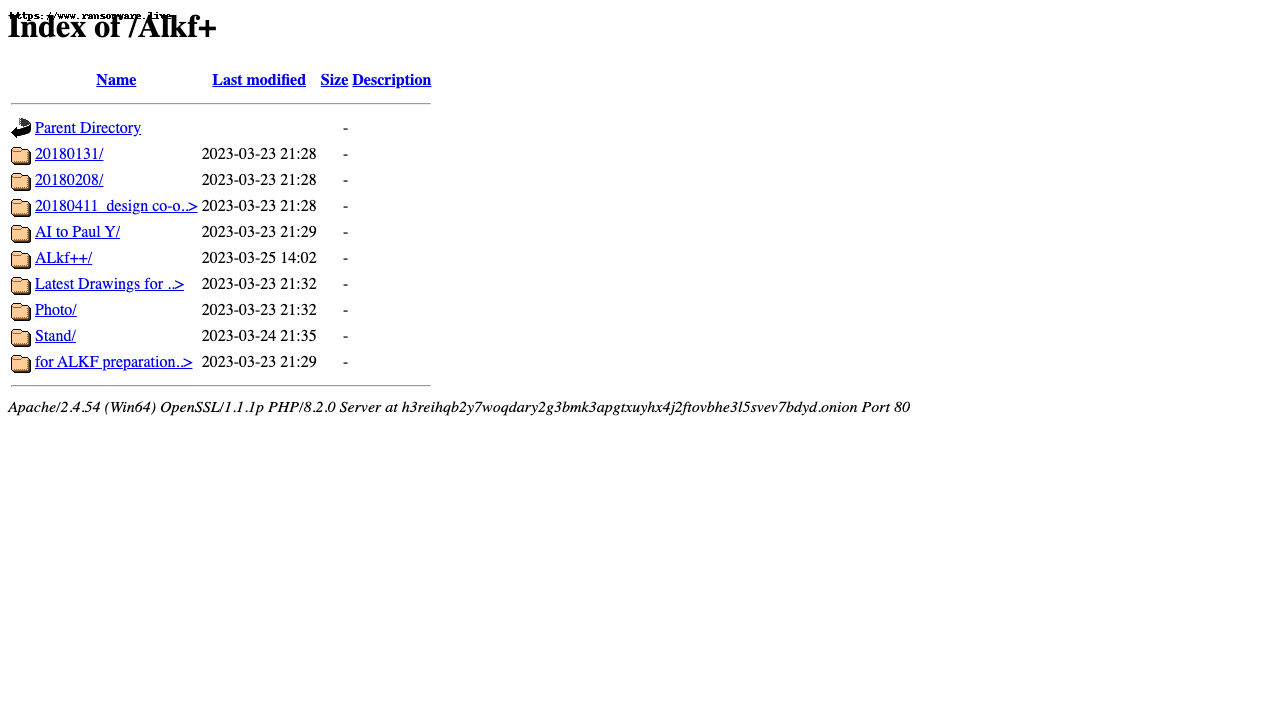 https://www.ransomware.live
Index of /Alkf+
Name Last modified Size Description
Parent Directory -
20180131/ 2023-03-23 21:28 -
20180208/ 2023-03-23 21:28 -
20180411_design co-o..> 2023-03-23 21:28 -
AI to Paul Y/ 2023-03-23 21:29 -
ALkf++/ 2023-03-25 14:02 -
Latest Drawings for ..> 2023-03-23 21:32 -
Photo/ 2023-03-23 21:32 -
Stand/ 2023-03-24 21:35 -
for ALKF preparation..> 2023-03-23 21:29 -
Apache/2.4.54 (Win64) OpenSSL/1.1.1p PHP/8.2.0 Server at h3reihqb2y7woqdary2g3bmk3apgtxuyhx4j2ftovbhe3l5svev7bdyd.onion Port 80